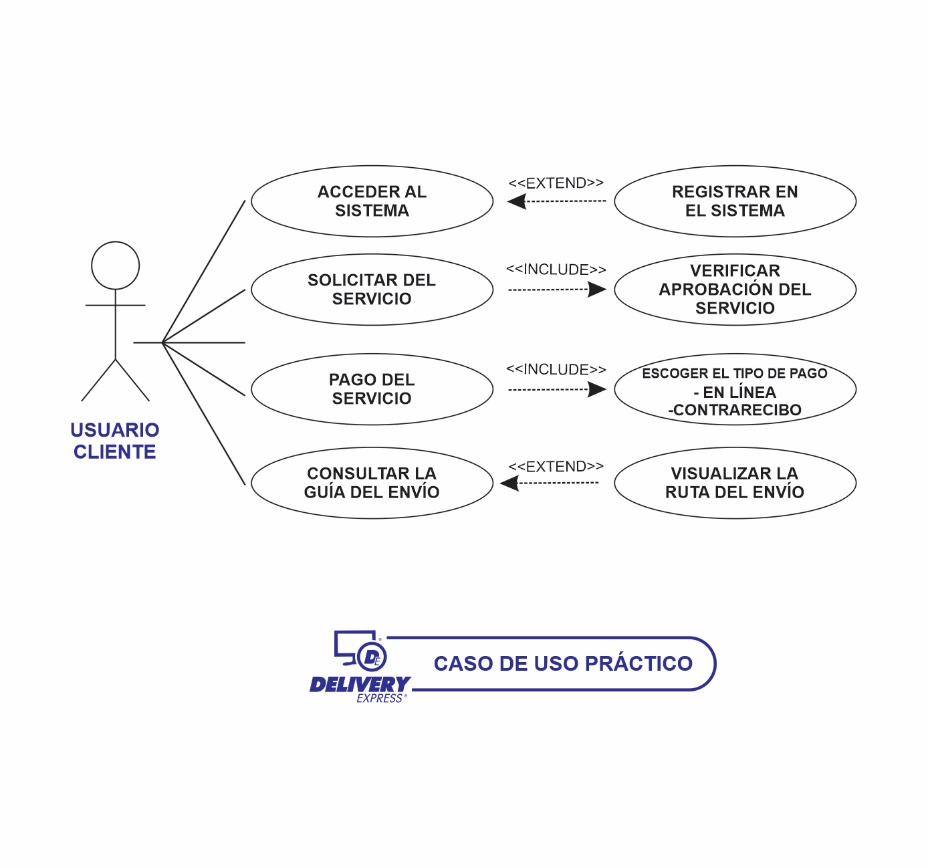 ACCEDER AL
SISTEMA
<<EXTEND>>
REGISTRAR EN
EL SISTEMA
SOLICITAR DEL
SERVICIO
<<INCLUDE>>
VERIFICAR
APROBACIÓN DEL
SERVICIO
PAGO DEL
SERVICIO
<<INCLUDE>>
ESCOGER EL TIPO DE PAGO
- EN LÍNEA
-CONTRARECIBO
USUARIO
CLIENTE
CONSULTAR LA
GUÍA DEL ENVÍO
<<EXTEND>>
VISUALIZAR LA
RUTA DEL ENVÍO
DE
DELIVERY
EXPRESS®
CASO DE USO PRÁCTICO